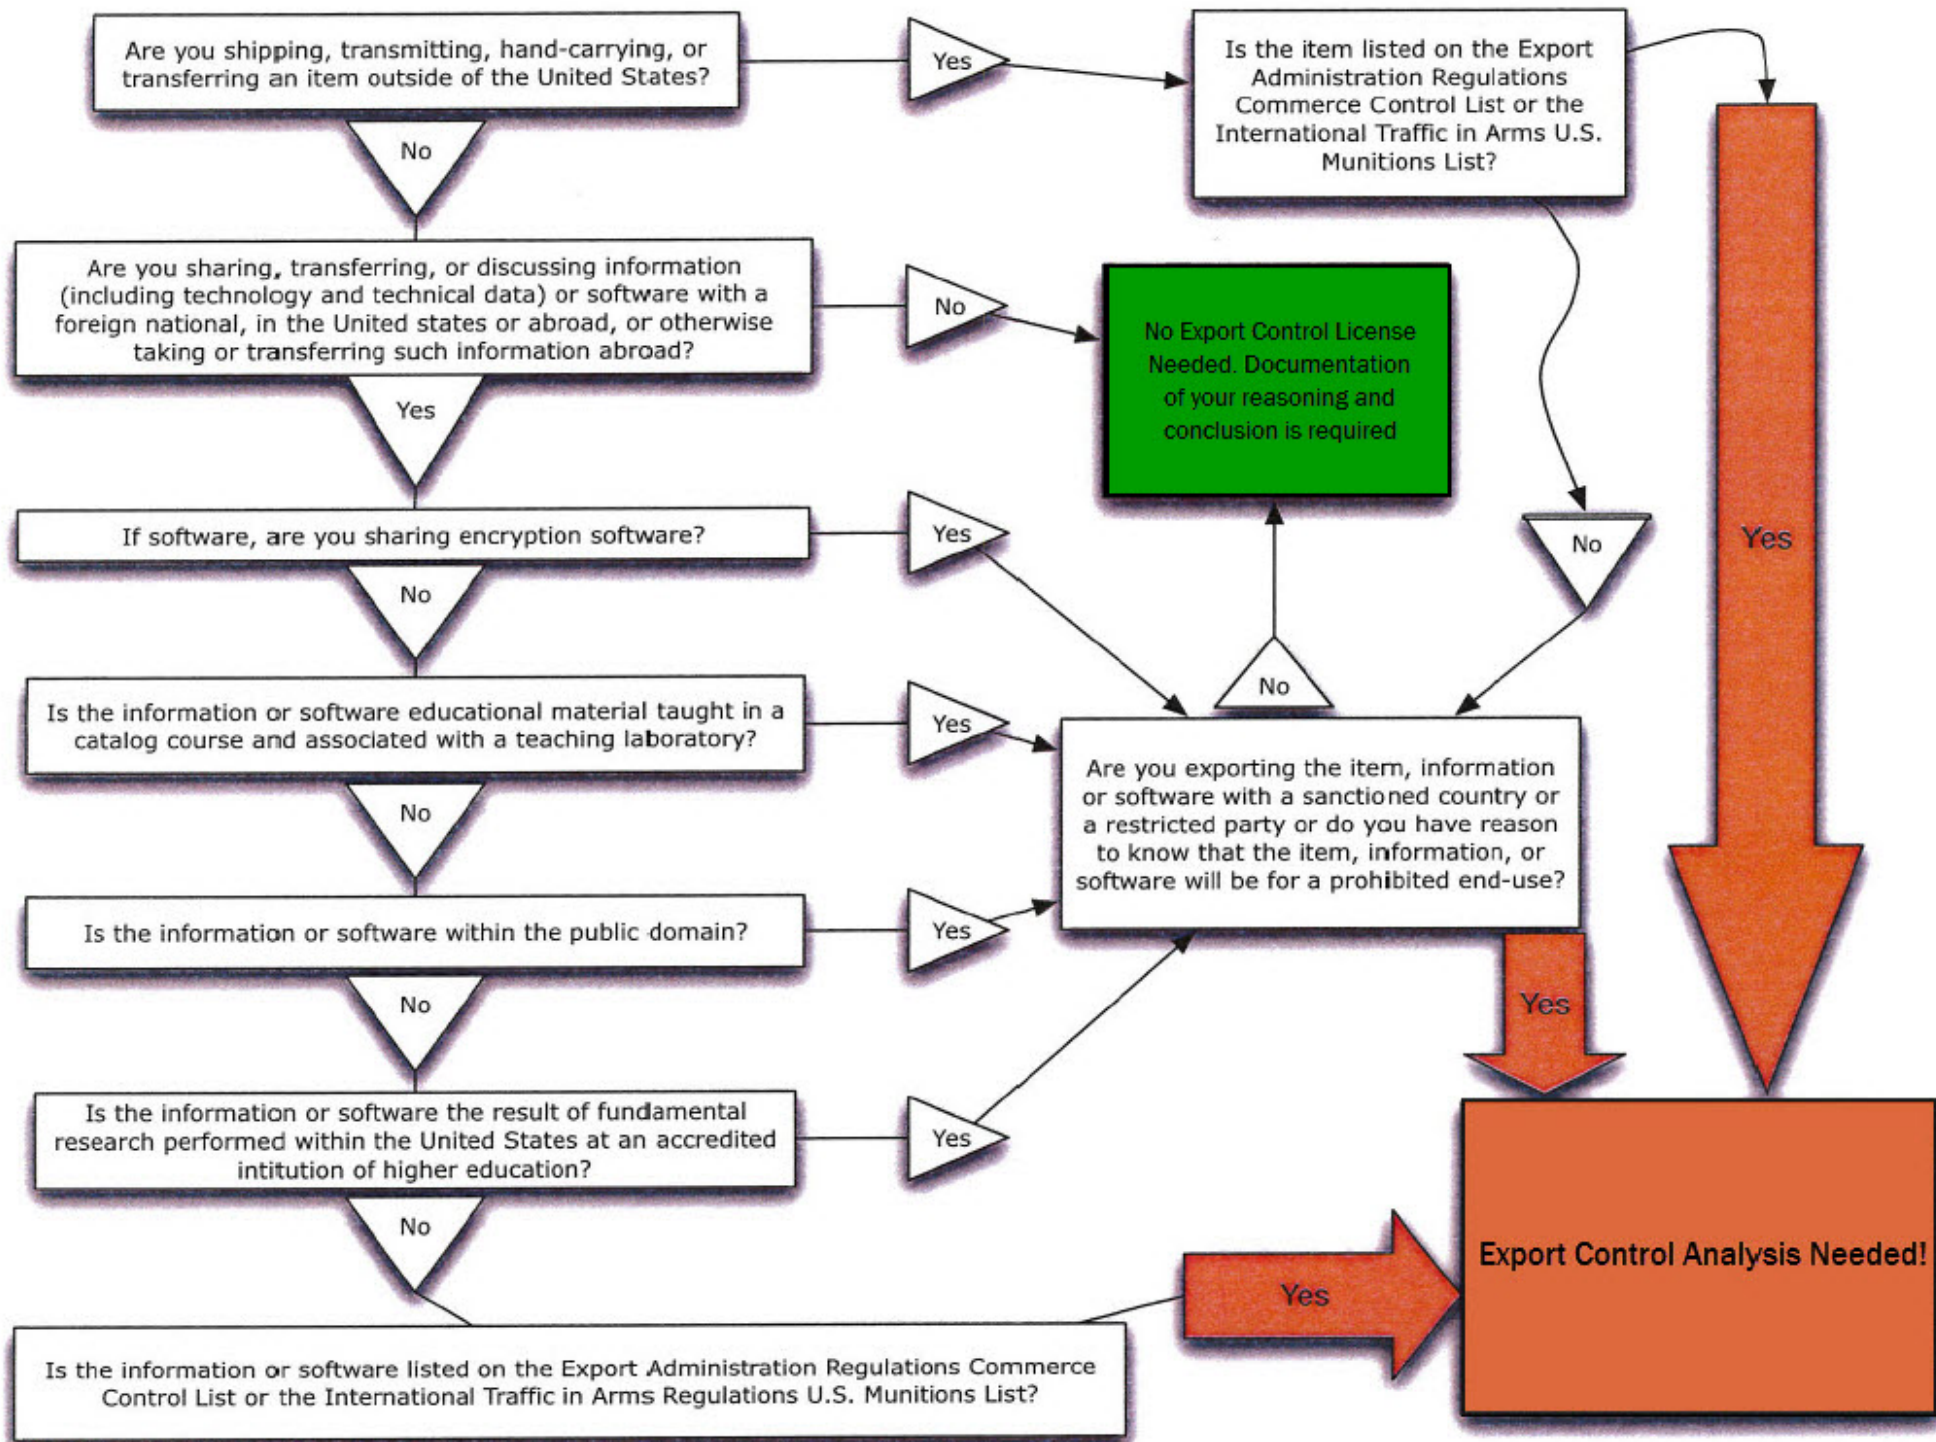 Are you shipping, transmitting, hand-carrying, or
transferring an item outside of the United States?
Yes
Is the item listed on the Export
Administration Regulations
Commerce Control List or the
International Traffic in Arms U.S.
Munitions List?
No
Are you sharing, transferring, or discussing information
(including technology and technical data) or software with a
foreign national, in the United states or abroad, or otherwise
taking or transferring such information abroad?
No
No Export Control License
Needed. Documentation
of your reasoning and
conclusion is required
Yes
If software, are you sharing encryption software?
Yes
No
Yes
No
No
Is the information or software educational material taught in a
catalog course and associated with a teaching laboratory?
Yes
Are you exporting the item, information
or software with a sanctioned country or
a restricted party or do you have reason
to know that the item, information, or
software will be for a prohibited end-use?
No
Is the information or software within the public domain?
Yes
No
Yes
Is the information or software the result of fundamental
research performed within the United States at an accredited
intitution of higher education?
Yes
No
Yes
Export Control Analysis Needed!
Is the information or software listed on the Export Administration Regulations Commerce
Control List or the International Traffic in Arms Regulations U.S. Munitions List?